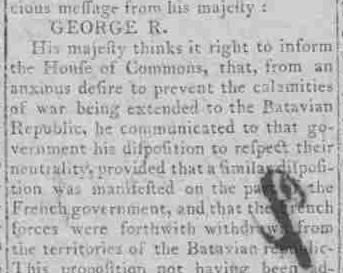 cious meſſage from his majeſty :
GEORGE R.
His majeſty thinks it right to inform
the Houſe of Commons, that, from an
anxious deſire to prevent the calamities
of war being extended to the Batavian
Republic, he communicated to that go-
vernment his diſpoſition to reſpect their
neutrality, provided that a ſimilar diſpoſi-
tion was manifeſted on the part the
French government, and that the French
forces were forthwith withdrawn from
the territories of the Batavian republic.
This propoſition not having been ad-